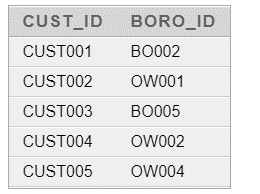 CUST_ID BORO_ID
CUST001 BO002
CUST002 OW001
CUST003 BO005
CUST004 OW002
CUST005 OW004